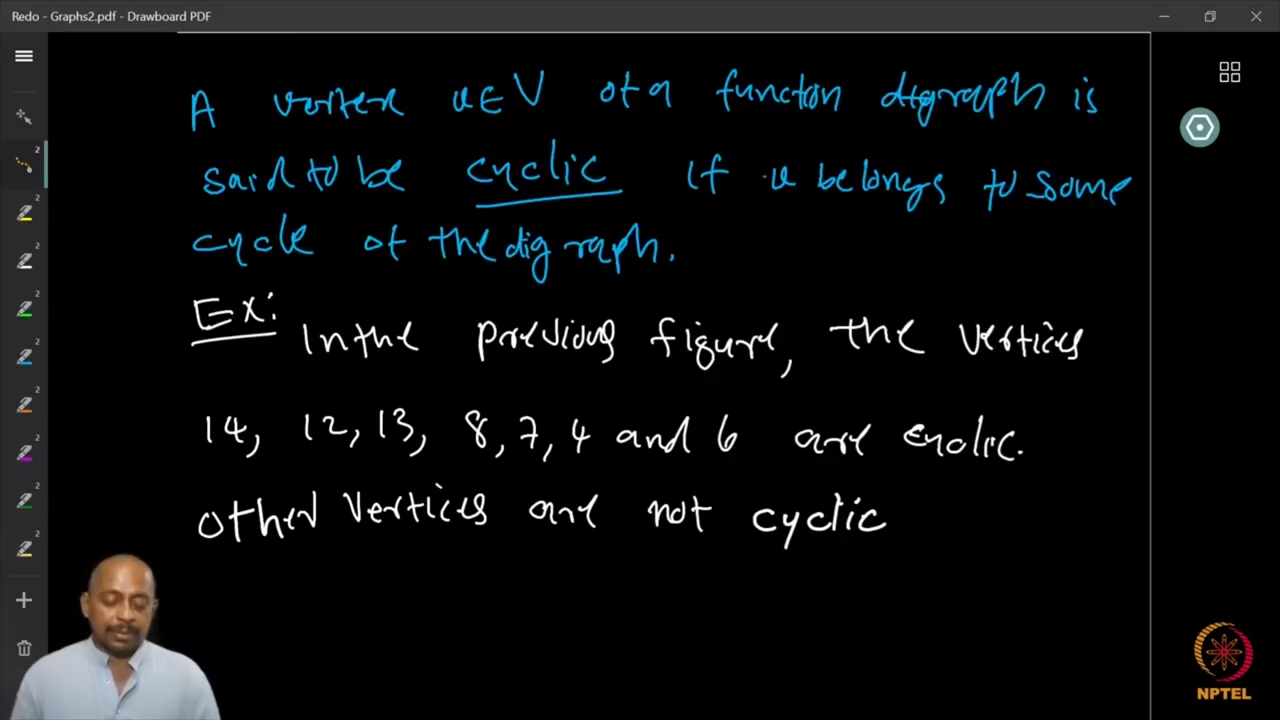 Redo - Graphs2.pdf - Drawboard PDF
A vertex v∈V of a function digraph is
said to be cyclic if v belongs to some
cycle of the digraph.
Ex:
In the previous figure, the vertices
14, 12, 13, 8, 7, 4 and 6 are cyclic.
other vertices are not cyclic
NPTEL